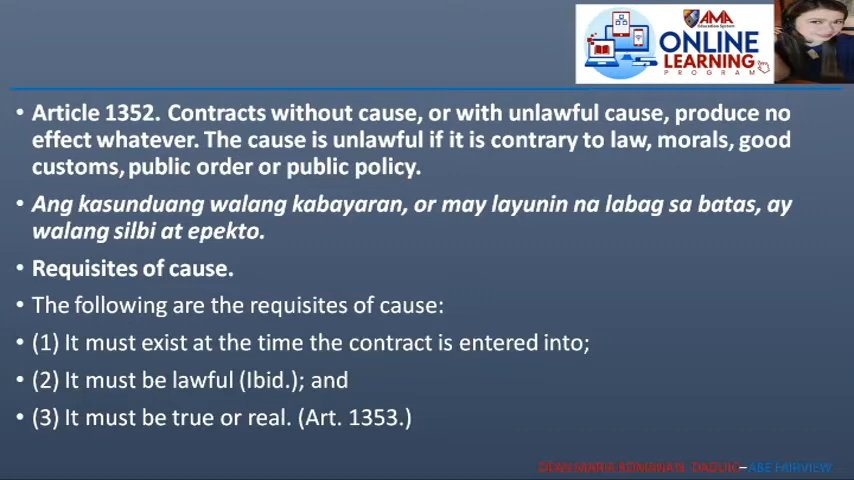 AMA
Education System
ONLINE
LEARNING
PROGRAM
• Article 1352. Contracts without cause, or with unlawful cause, produce no
effect whatever. The cause is unlawful if it is contrary to law, morals, good
customs, public order or public policy.
• Ang kasunduang walang kabayaran, or may layunin na labag sa batas, ay
walang silbi at epekto.
• Requisites of cause.
• The following are the requisites of cause:
• (1) It must exist at the time the contract is entered into;
• (2) It must be lawful (Ibid.); and
• (3) It must be true or real. (Art. 1353.)
DEAN MARIA – ABE FAIRVIEW